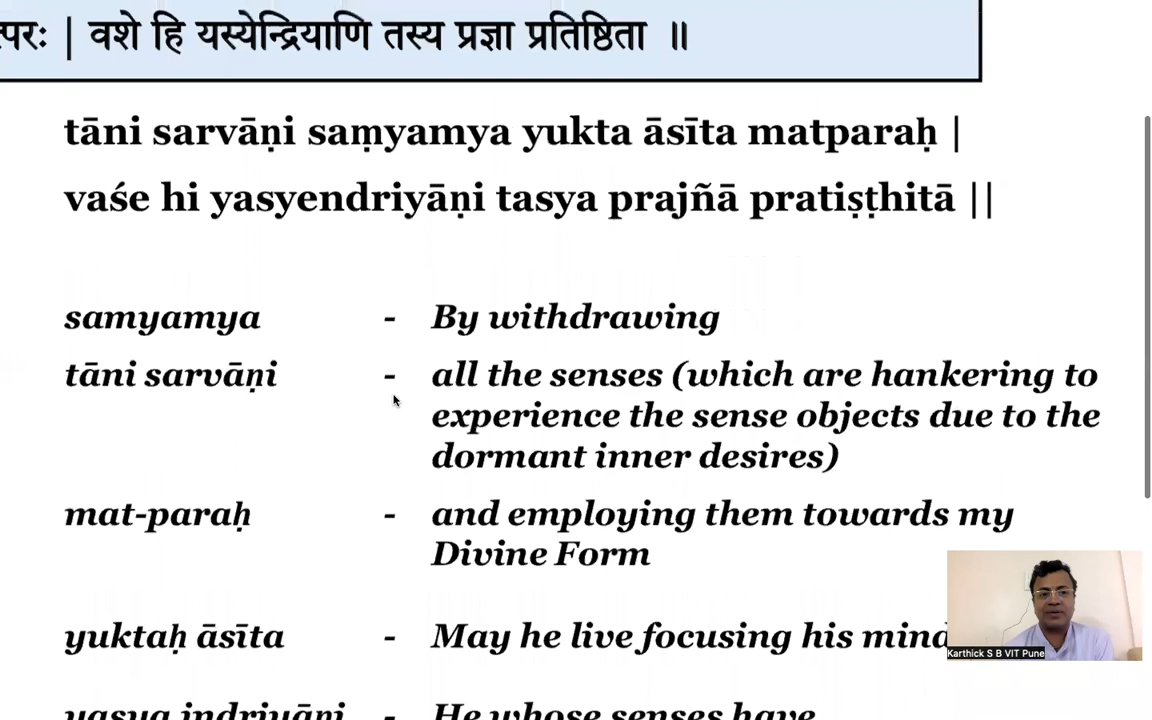 त्परः | वशे हि यस्येन्द्रियाणि तस्य प्रज्ञा प्रतिष्ठिता ॥
tāni sarvāṇi saṃyamya yukta āsīta matparaḥ |
vaśe hi yasyendriyāṇi tasya prajñā pratiṣṭhitā ||
samyamya - By withdrawing
tāni sarvāṇi - all the senses (which are hankering to
experience the sense objects due to the
dormant inner desires)
mat-paraḥ - and employing them towards my
Divine Form
yuktaḥ āsīta - May he live focusing his mind
yasya indriyāṇi - He whose senses have
Karthick S B VIT Pune